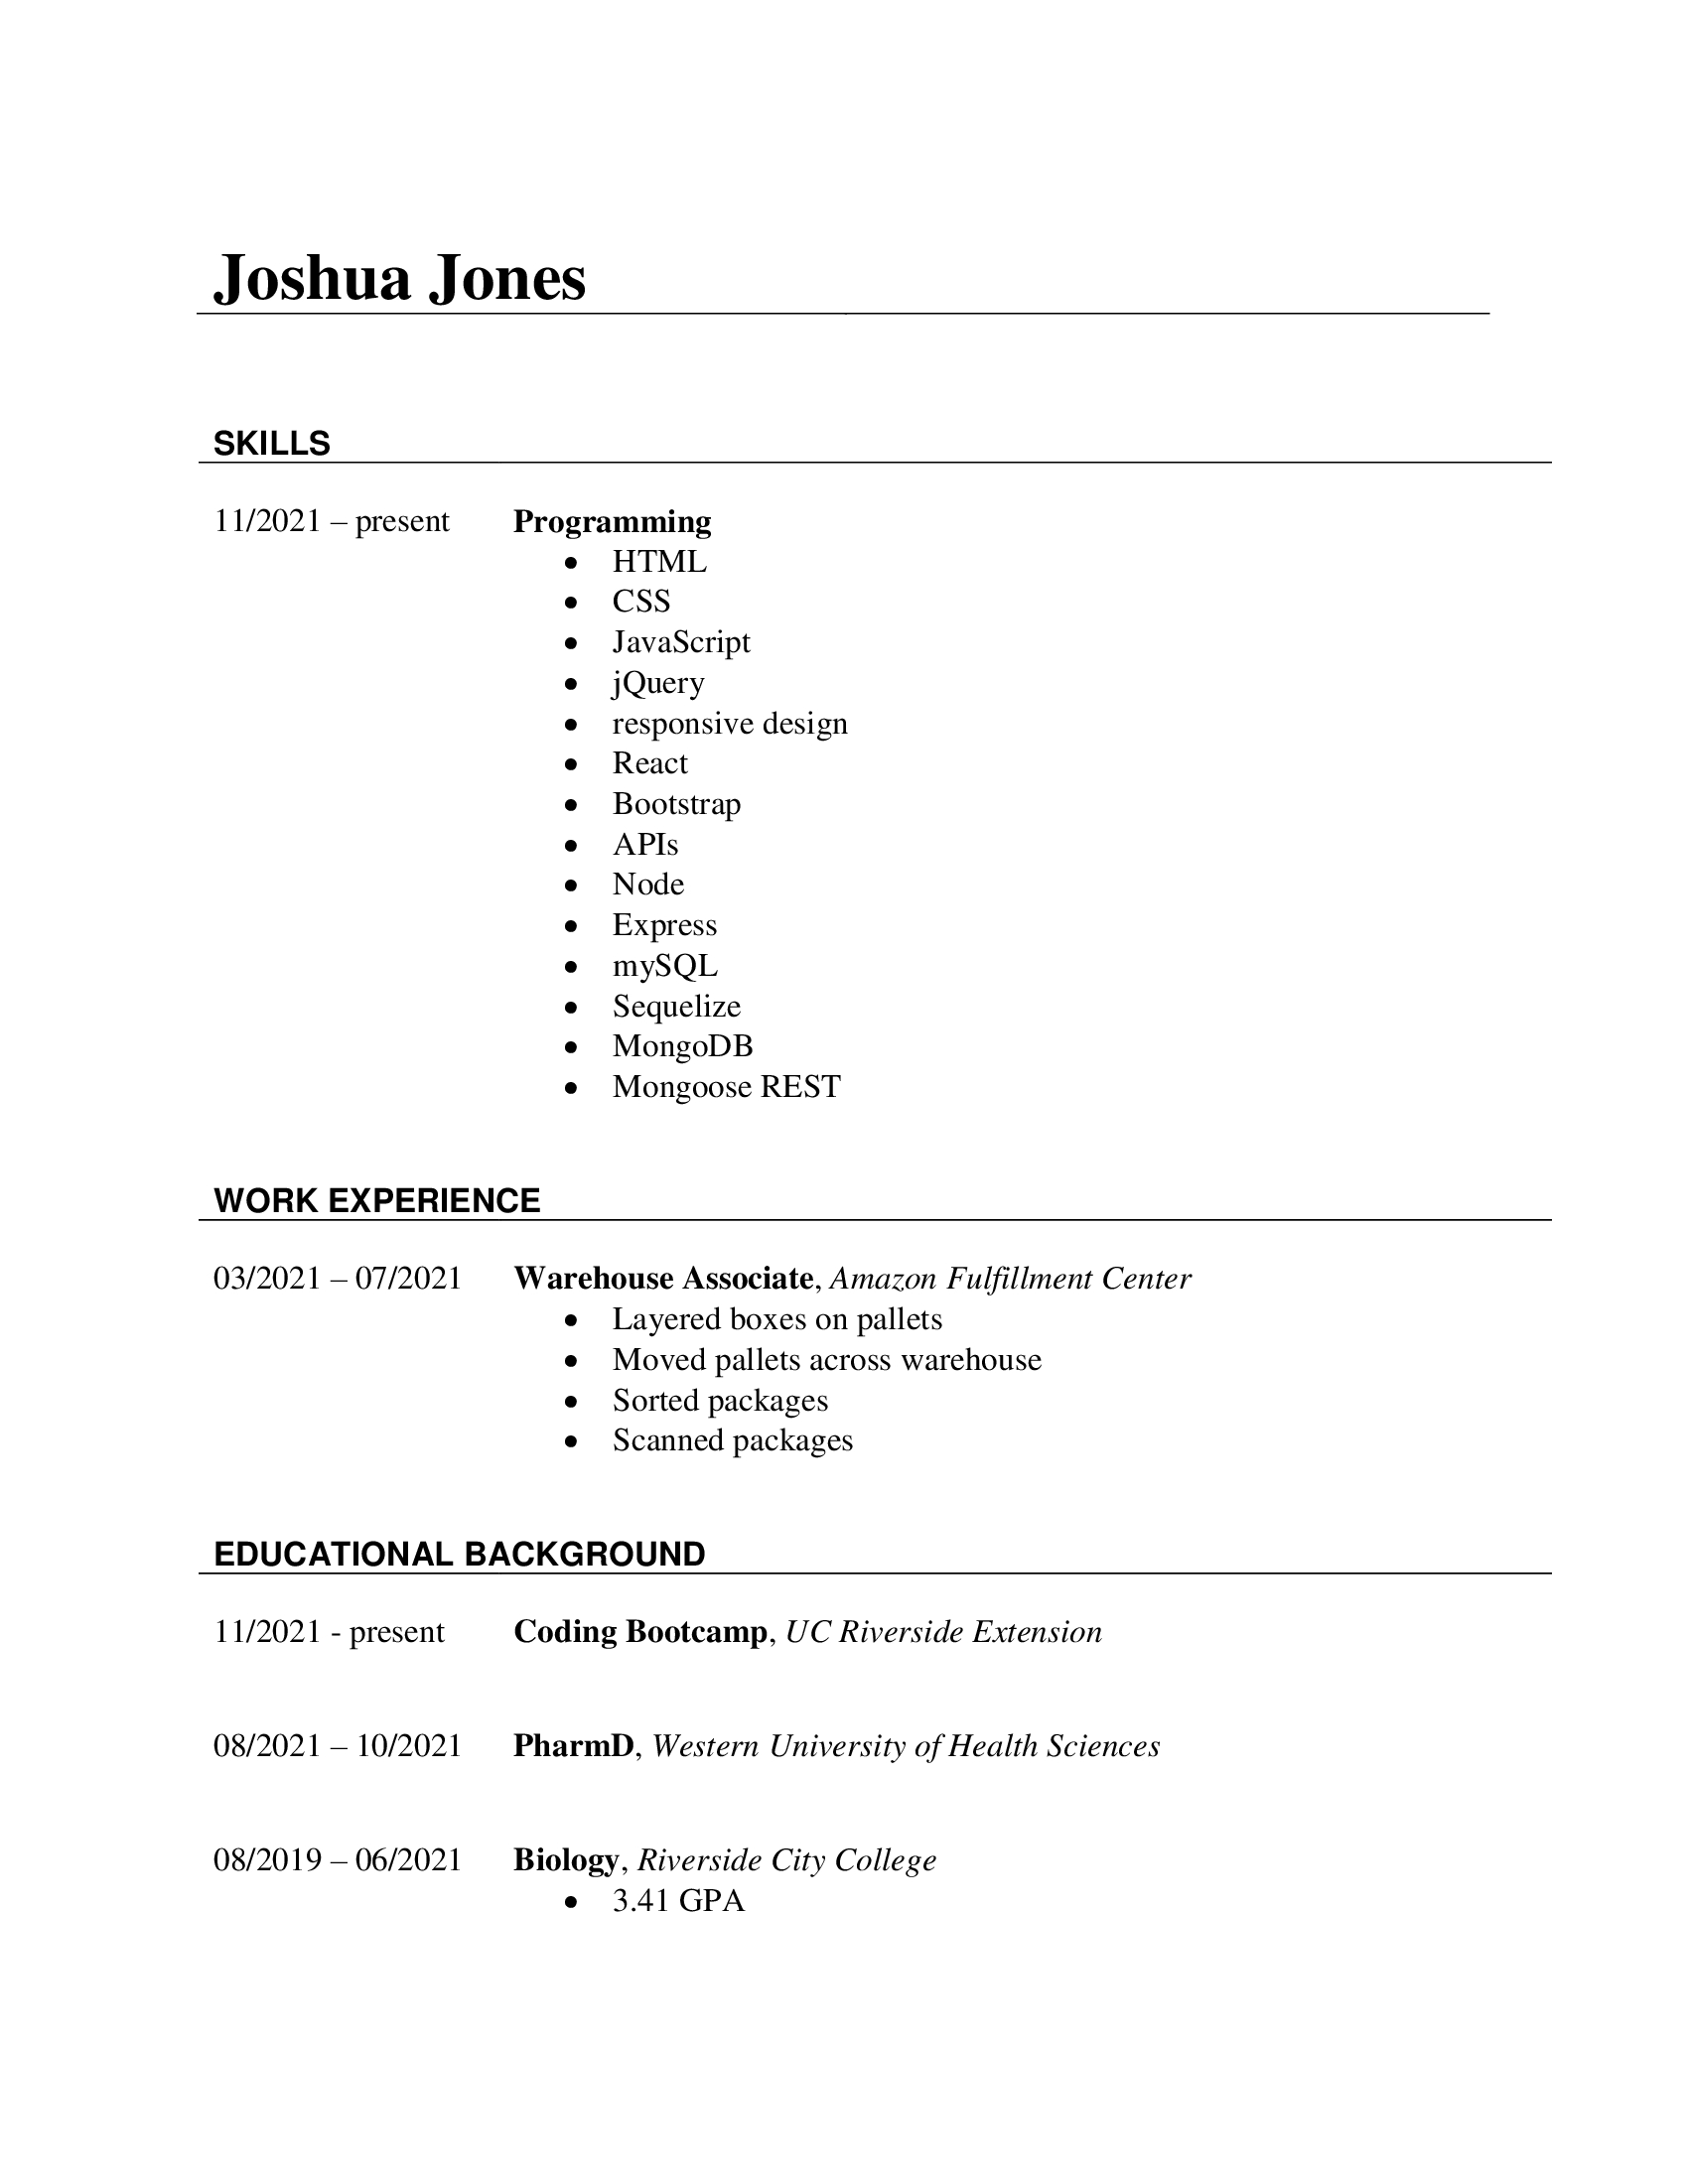 Joshua Jones
SKILLS
11/2021 – present Programming
• HTML
• CSS
• JavaScript
• jQuery
• responsive design
• React
• Bootstrap
• APIs
• Node
• Express
• mySQL
• Sequelize
• MongoDB
• Mongoose REST
WORK EXPERIENCE
03/2021 – 07/2021 Warehouse Associate, Amazon Fulfillment Center
• Layered boxes on pallets
• Moved pallets across warehouse
• Sorted packages
• Scanned packages
EDUCATIONAL BACKGROUND
11/2021 - present Coding Bootcamp, UC Riverside Extension
08/2021 – 10/2021 PharmD, Western University of Health Sciences
08/2019 – 06/2021 Biology, Riverside City College
• 3.41 GPA